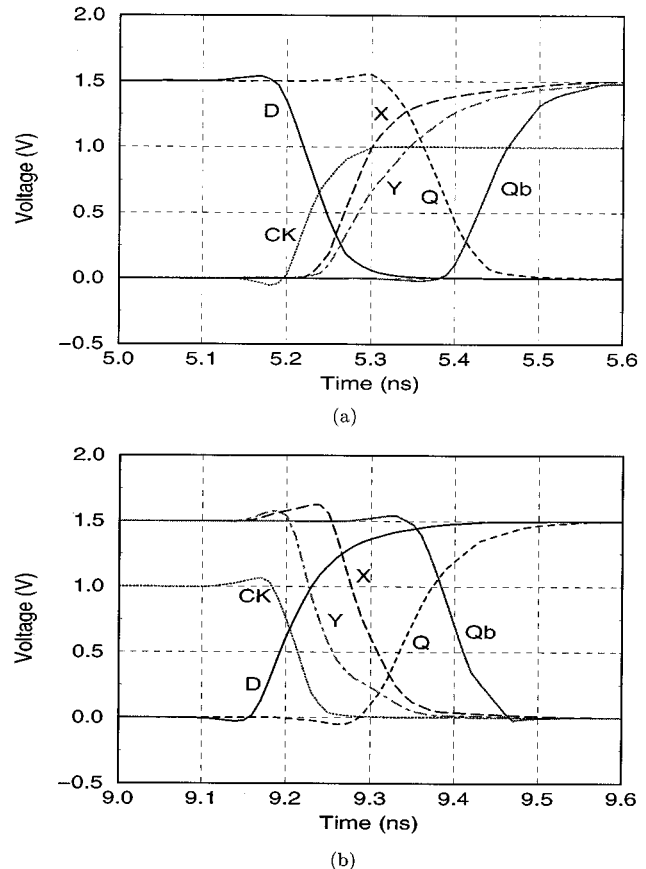 2.0
1.5
1.0
0.5
0.0
−0.5
Voltage (V)
D
X
CK
Y
Q
Qb
5.0 5.1 5.2 5.3 5.4 5.5 5.6
Time (ns)
(a)
2.0
1.5
1.0
0.5
0.0
−0.5
Voltage (V)
CK
X
Y
D
Q
Qb
9.0 9.1 9.2 9.3 9.4 9.5 9.6
Time (ns)
(b)